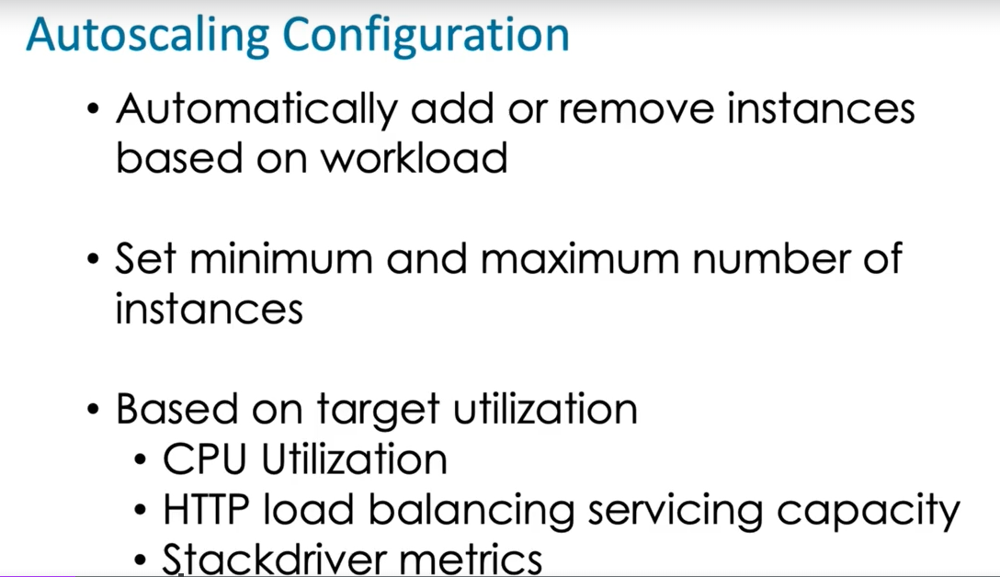 Autoscaling Configuration
• Automatically add or remove instances
based on workload
• Set minimum and maximum number of
instances
• Based on target utilization
• CPU Utilization
• HTTP load balancing servicing capacity
• Stackdriver metrics